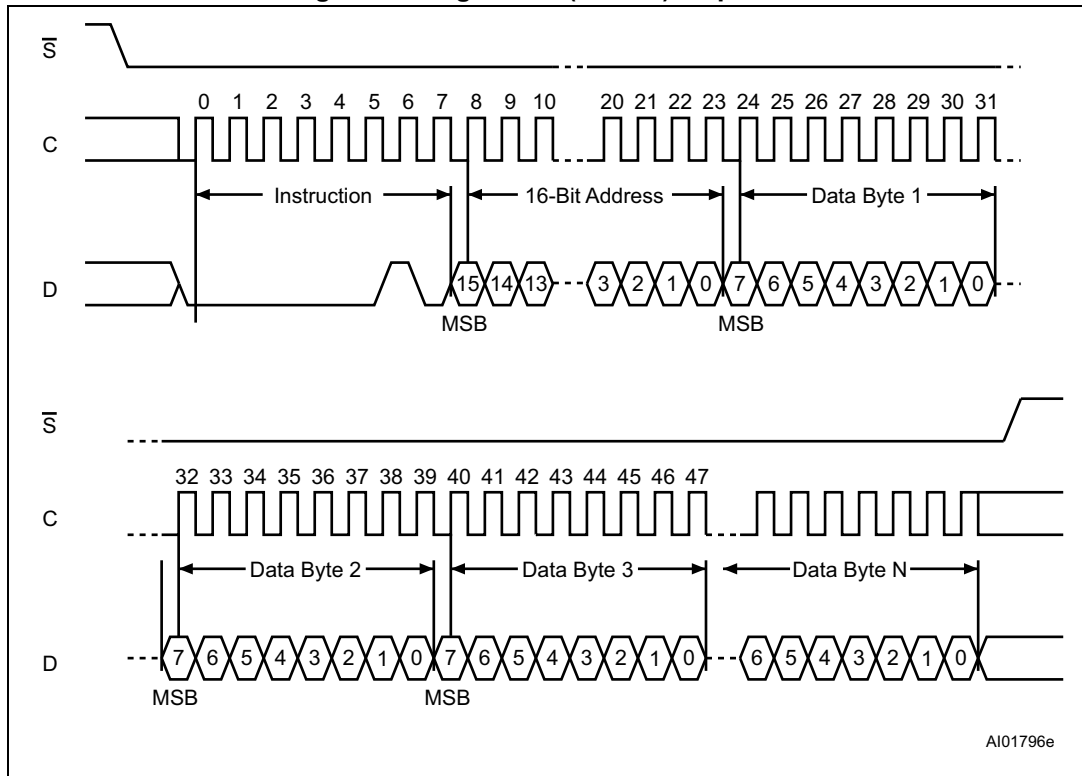 S
0 1 2 3 4 5 6 7 8 9 10 20 21 22 23 24 25 26 27 28 29 30 31
C
Instruction 16-Bit Address Data Byte 1
D 15 14 13 3 2 1 0 7 6 5 4 3 2 1 0
MSB MSB
S
32 33 34 35 36 37 38 39 40 41 42 43 44 45 46 47
C
Data Byte 2 Data Byte 3 Data Byte N
D 7 6 5 4 3 2 1 0 7 6 5 4 3 2 1 0 6 5 4 3 2 1 0
MSB MSB
AI01796e